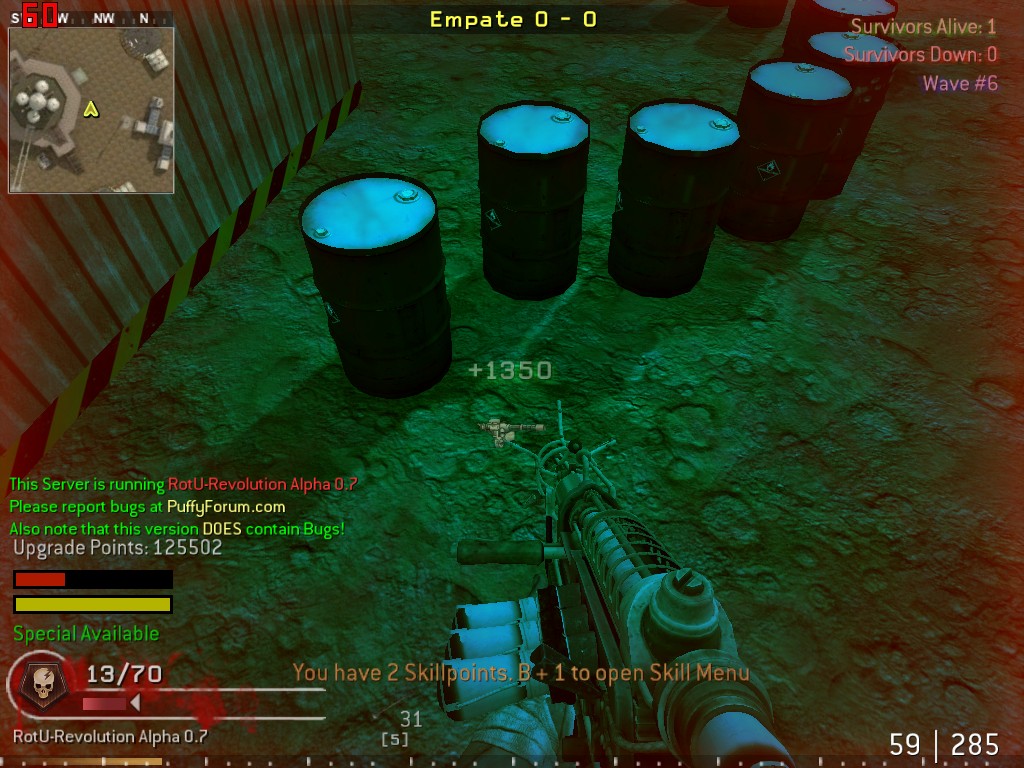 S W NW N
60
Empate 0 - 0
Survivors Alive: 1
Survivors Down: 0
Wave #6
+1350
This Server is running RotU-Revolution Alpha 0.7
Please report bugs at PuffyForum.com
Also note that this version DOES contain Bugs!
Upgrade Points: 125502
Special Available
13/70
You have 2 Skillpoints. B + 1 to open Skill Menu
31
[5]
RotU-Revolution Alpha 0.7
59 | 285